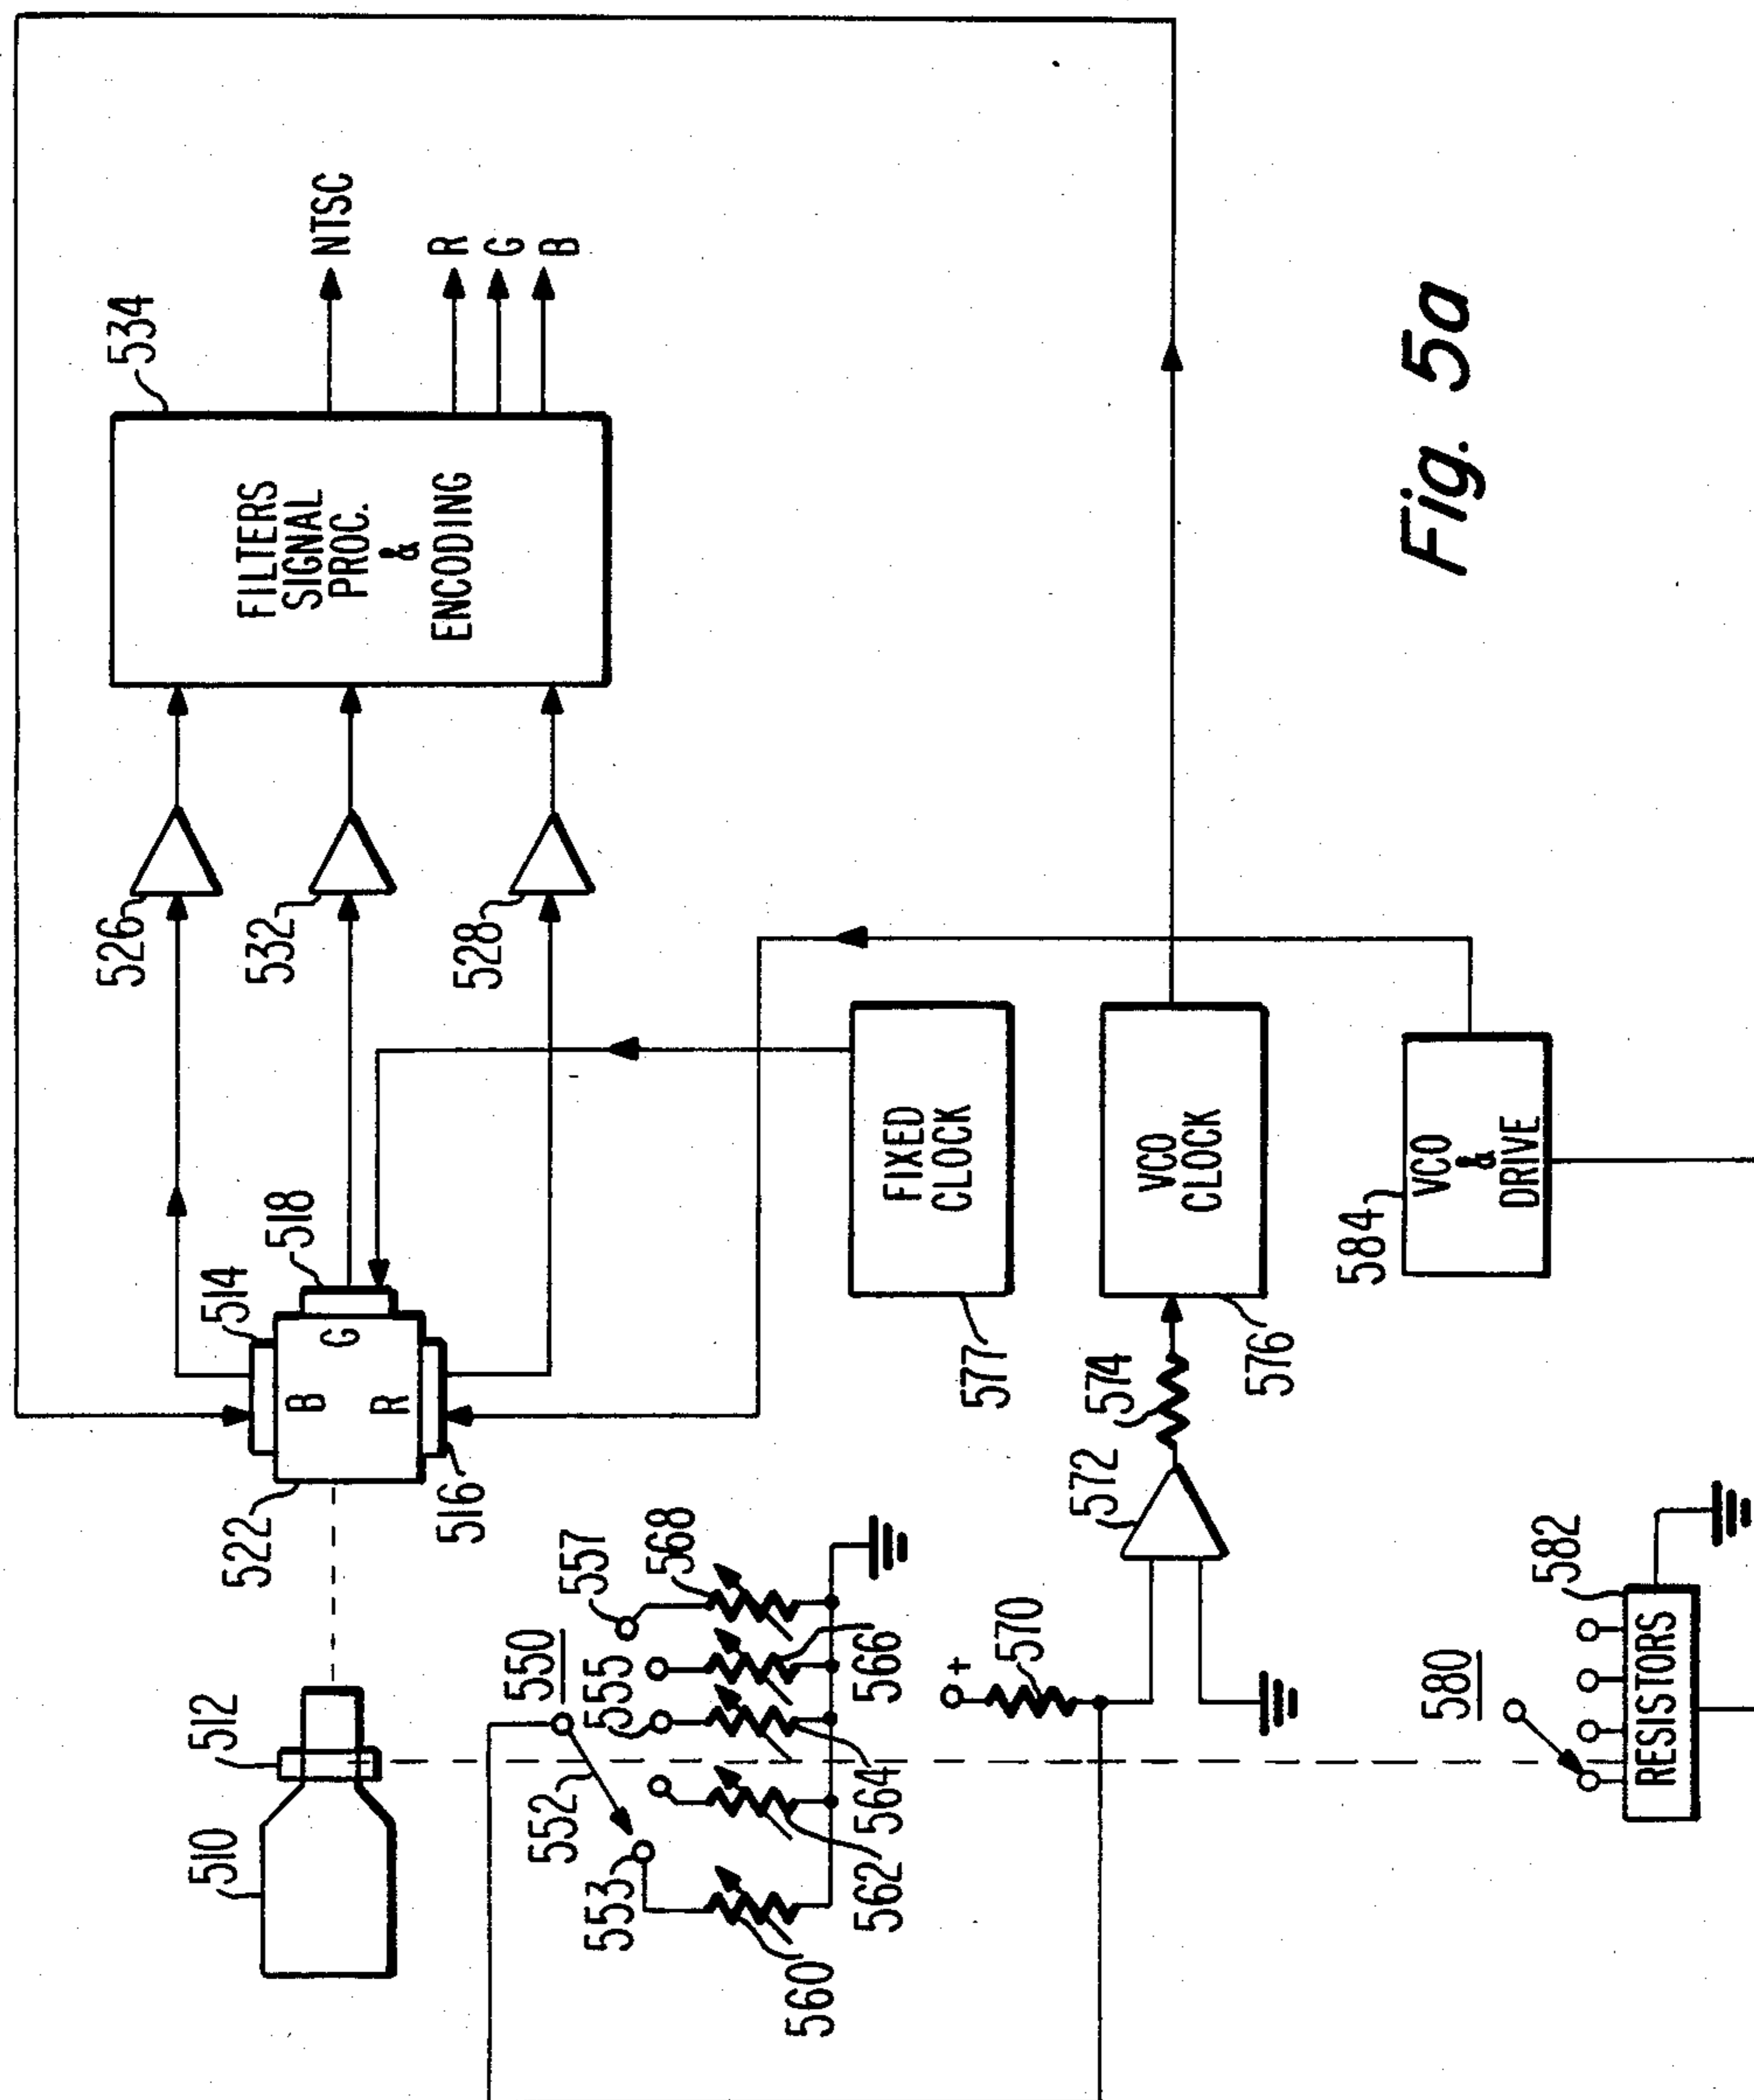 510
512
522
514
518
B
G
R
516
526
532
528
534
FILTERS
SIGNAL
PROC.
&
ENCODING
NTSC
R
G
B
550
552
553
555
557
560
562
564
566
568
570
+
572
574
577
FIXED
CLOCK
576
VCO
CLOCK
580
582
RESISTORS
584
VCO
&
DRIVE
Fig. 5a